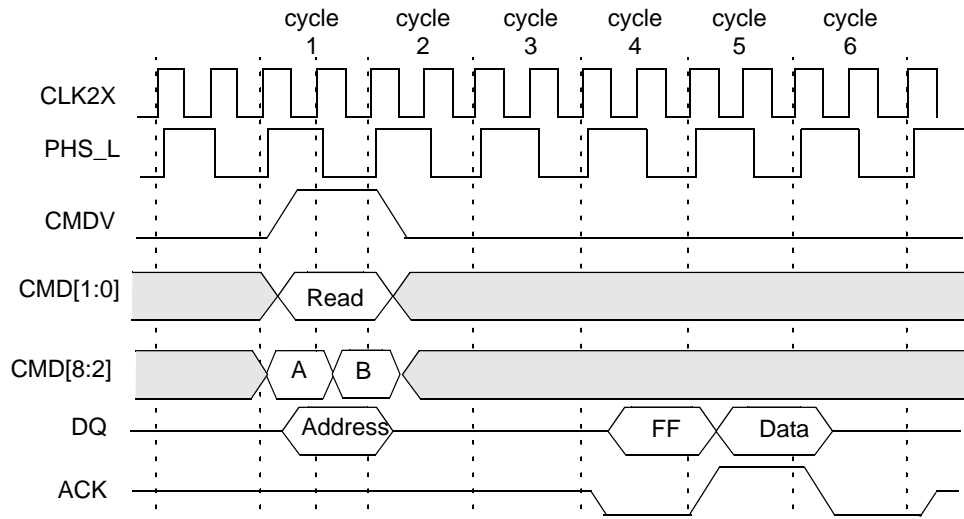 cycle cycle cycle cycle cycle cycle
1 2 3 4 5 6
CLK2X
PHS_L
CMDV
CMD[1:0] Read
CMD[8:2] A B
DQ Address FF Data
ACK